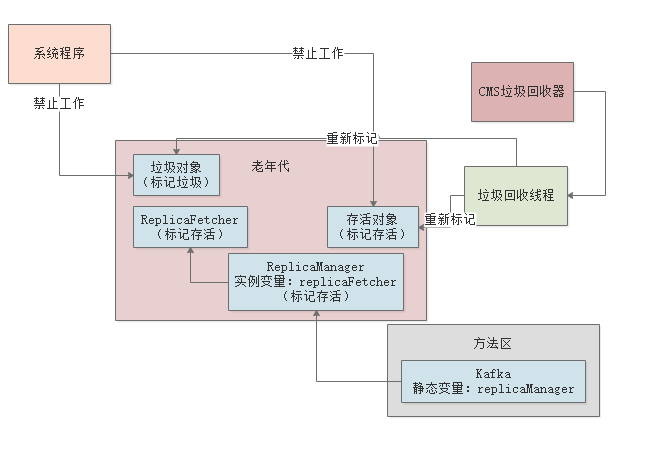 系统程序
禁止工作
禁止工作
CMS垃圾回收器
重新标记
垃圾对象
（标记垃圾）
老年代
垃圾回收线程
ReplicaFetcher
（标记存活）
存活对象
（标记存活）
重新标记
ReplicaManager
实例变量：replicaFetcher
（标记存活）
方法区
Kafka
静态变量：replicaManager